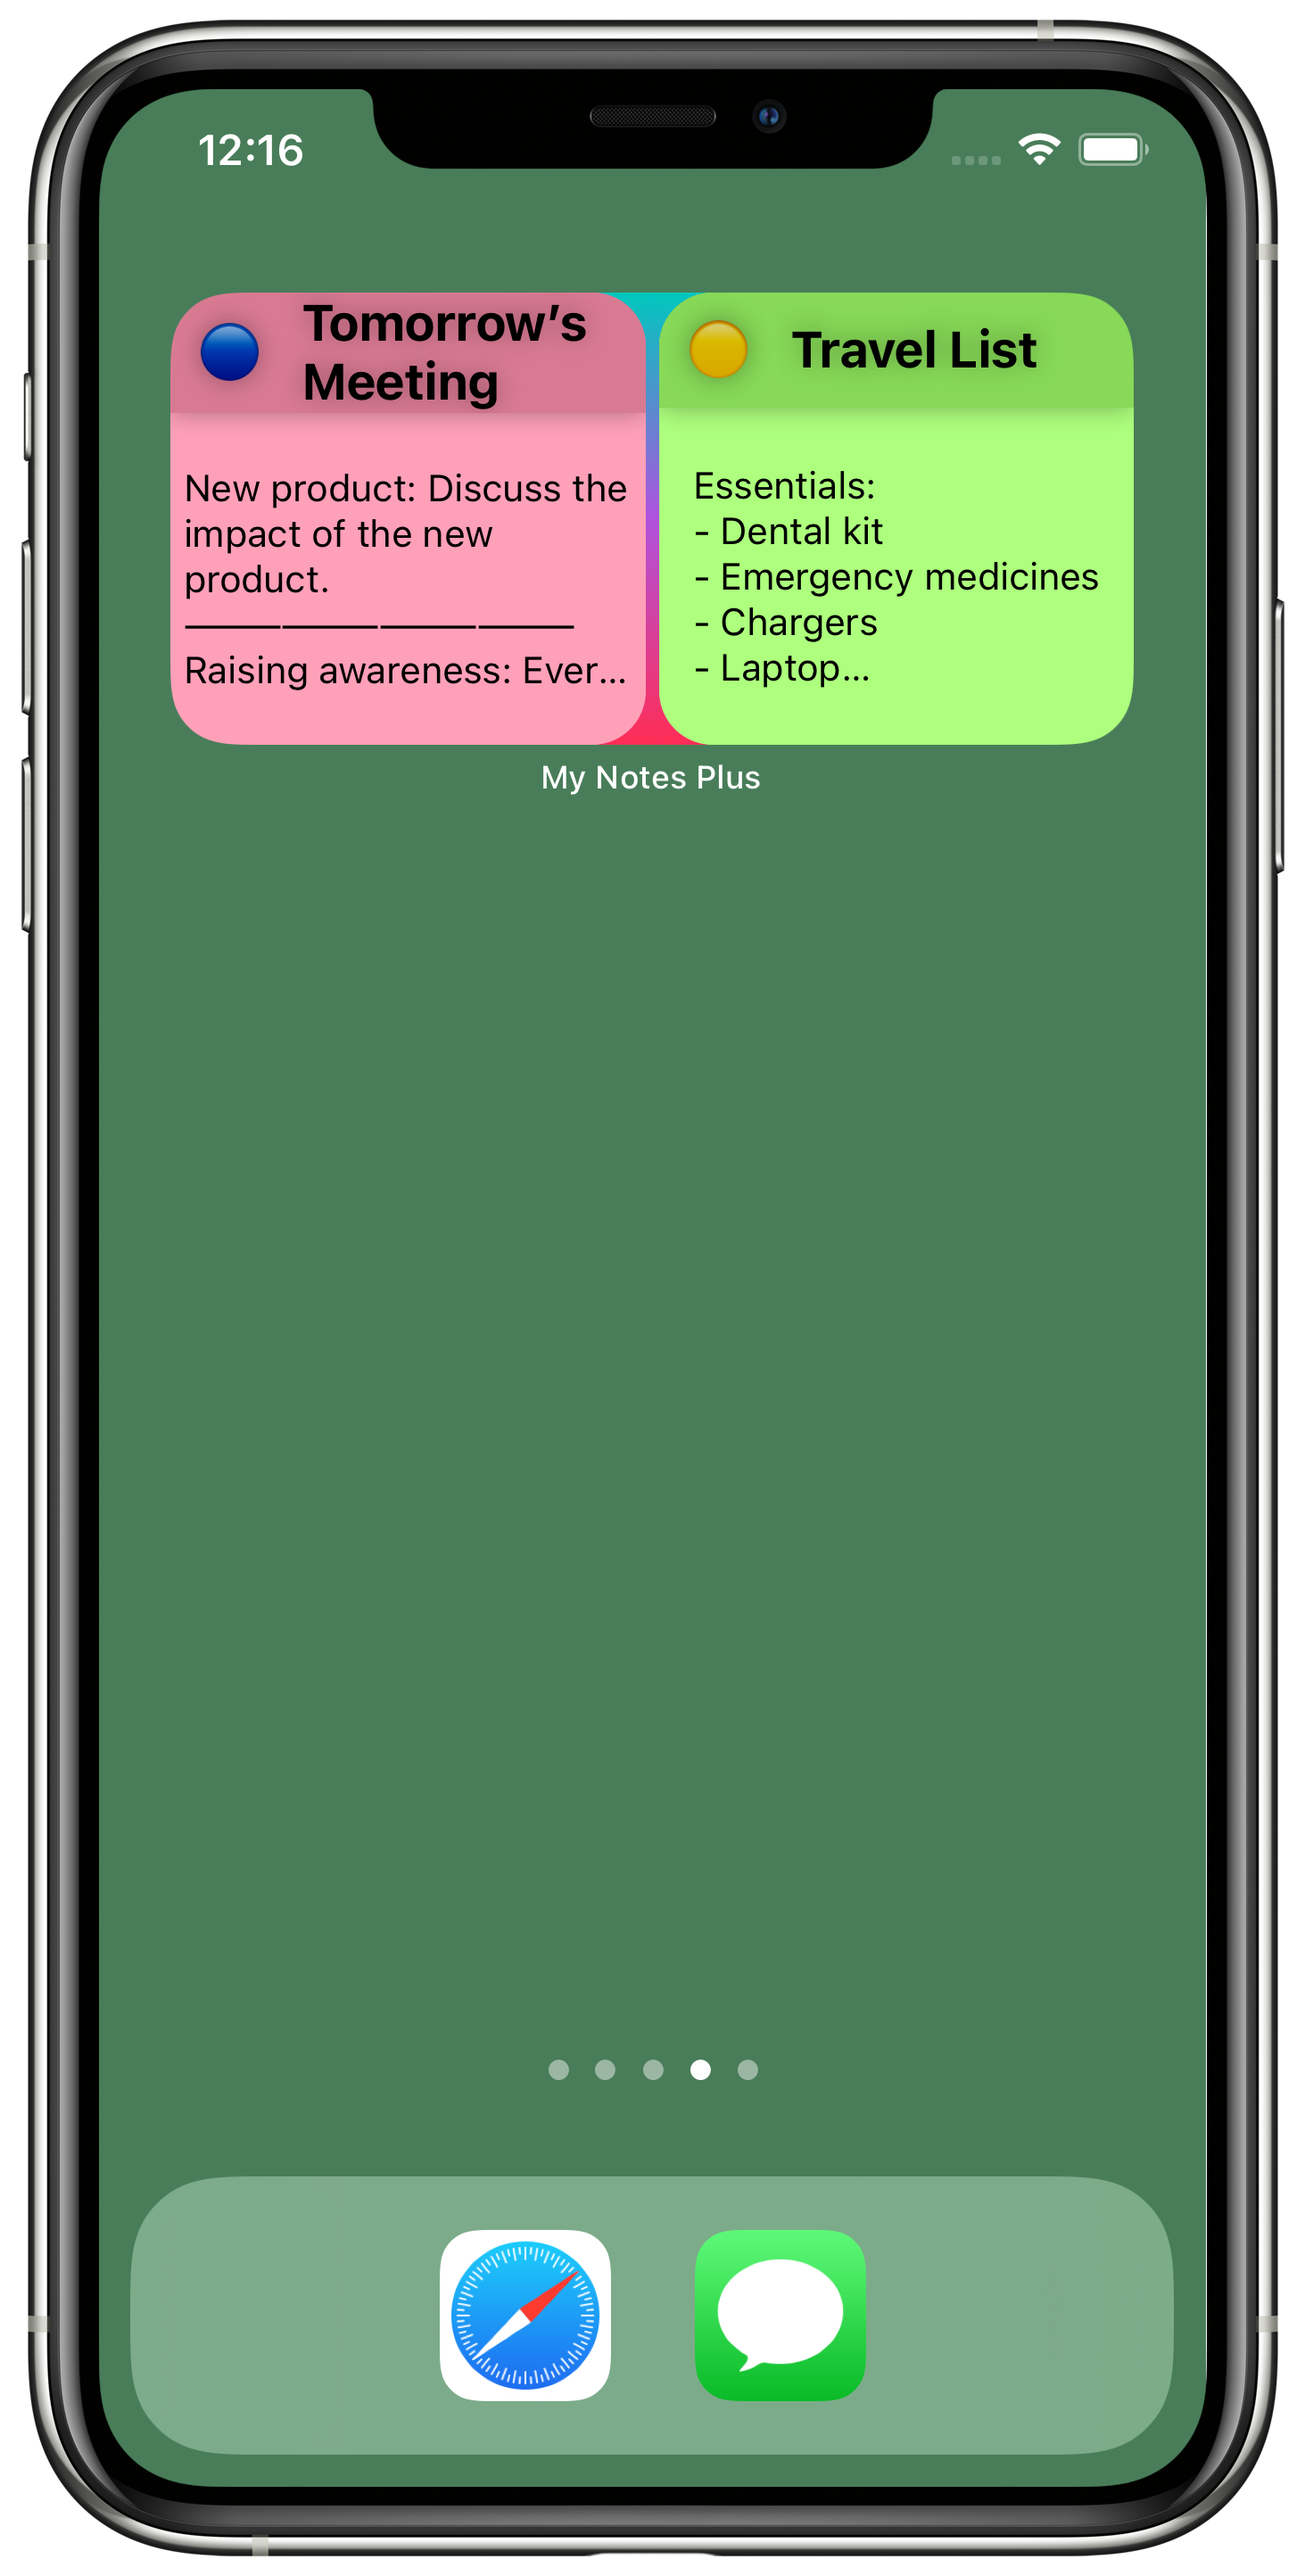 12:16
Tomorrow’s
Meeting
New product: Discuss the
impact of the new
product.
————————
Raising awareness: Ever...
Travel List
Essentials:
- Dental kit
- Emergency medicines
- Chargers
- Laptop...
My Notes Plus